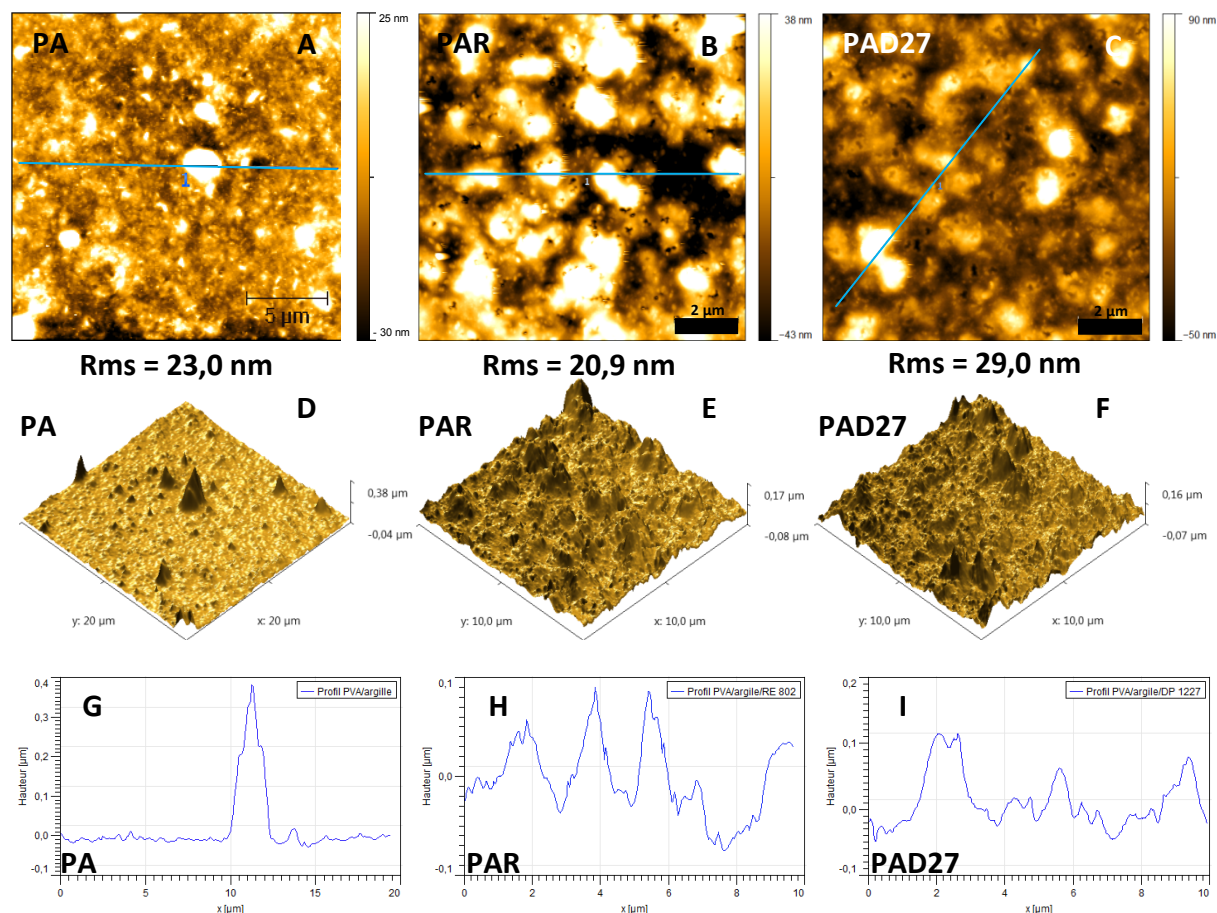 PA
A
25 nm
- 30 nm
1
5 µm
PAR
B
38 nm
−43 nm
1
2 µm
PAD27
C
90 nm
−50 nm
1
2 µm
Rms = 23,0 nm
Rms = 20,9 nm
Rms = 29,0 nm
PA
D
0,38 µm
-0,04 µm
y: 20 µm
x: 20 µm
PAR
E
0,17 µm
-0,08 µm
y: 10,0 µm
x: 10,0 µm
PAD27
F
0,16 µm
-0,07 µm
y: 10,0 µm
x: 10,0 µm
G
Profil PVA/argille
Hauteur [µm]
0,4
0,3
0,2
0,1
0,0
-0,1
PA
0
5
10
15
20
x [µm]
H
Profil PVA/argile/RE 802
Hauteur [µm]
0,1
0,0
-0,1
PAR
0
2
4
6
8
10
x [µm]
I
Profil PVA/argile/DP 1227
Hauteur [µm]
0,2
0,1
0,0
-0,1
PAD27
0
2
4
6
8
10
x [µm]